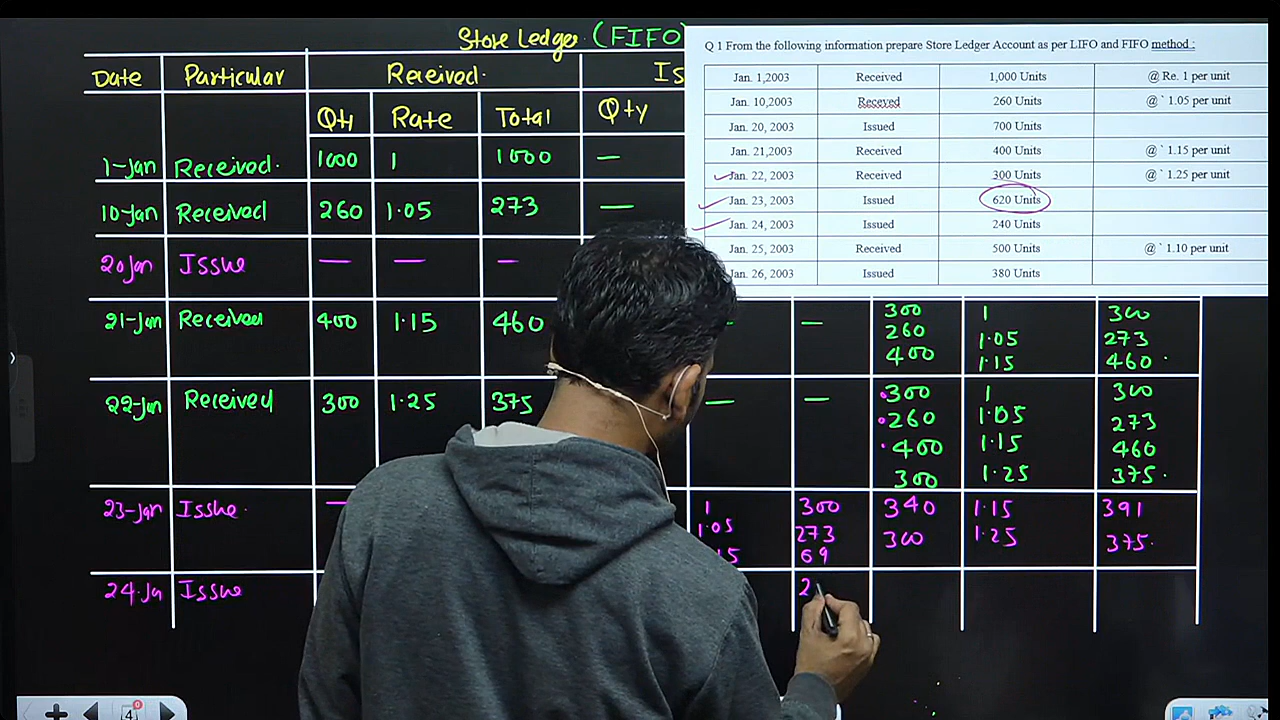 Store Ledger (FIFO)
Q 1 From the following information prepare Store Ledger Account as per LIFO and FIFO method :
Jan. 1,2003 Received 1,000 Units @ Re. 1 per unit
Jan. 10,2003 Receved 260 Units @ ` 1.05 per unit
Jan. 20, 2003 Issued 700 Units
Jan. 21,2003 Received 400 Units @ ` 1.15 per unit
Jan. 22, 2003 Received 300 Units @ ` 1.25 per unit
Jan. 23, 2003 Issued 620 Units
Jan. 24, 2003 Issued 240 Units
Jan. 25, 2003 Received 500 Units @ ` 1.10 per unit
Jan. 26, 2003 Issued 380 Units
Date Particular Received Is
Qty Rate Total Qty
1-Jan Received. 1000 1 1000 —
10-Jan Received 260 1.05 273 —
20Jan Issue — — —
21-Jan Received 400 1.15 460 — 300 1 300
260 1.05 273
400 1.15 460
22-Jan Received 300 1.25 375 — — 300 1 300
260 1.05 273
400 1.15 460
300 1.25 375
23-Jan Issue. — 1 300 340 1.15 391
1.05 273 300 1.25 375
69
24-Jan Issue 2
4